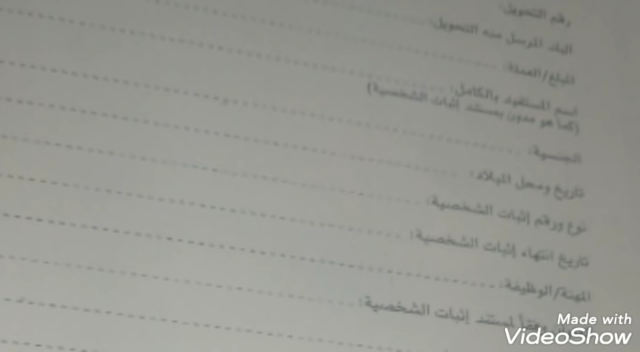 رقم التحويل:
البلد المرسل منه التحويل:
المبلغ/العملة:
اسم المستفيد بالكامل:
(كما هو مدون بمستند إثبات الشخصية)
الجنسية:
تاريخ ومحل الميلاد:
نوع ورقم إثبات الشخصية:
تاريخ انتهاء إثبات الشخصية:
المهنة/الوظيفة:
لمستند إثبات الشخصية:
Made with
VideoShow